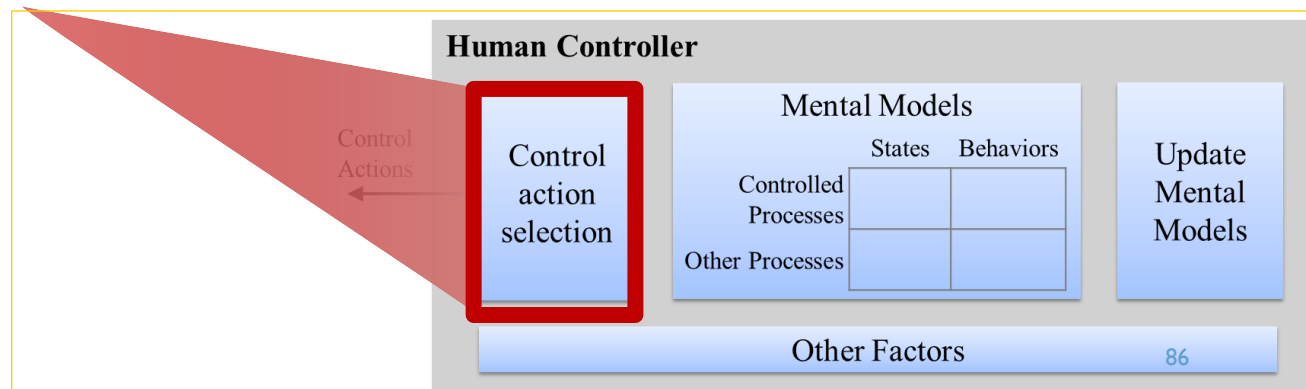 Human Controller
Control
Actions
Control
action
selection
Mental Models
States Behaviors
Controlled
Processes
Other Processes
Update
Mental
Models
Other Factors
86